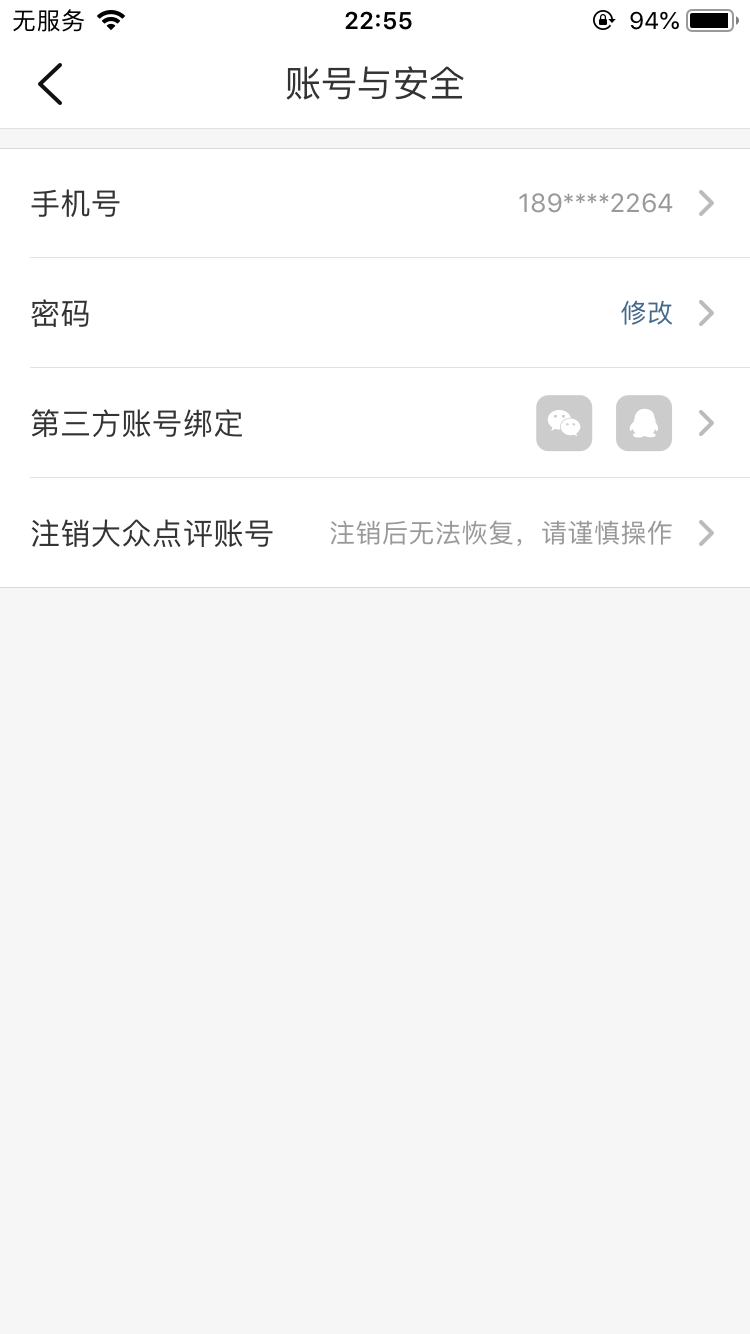 无服务 22:55 94%
账号与安全
手机号 189****2264
密码 修改
第三方账号绑定
注销大众点评账号 注销后无法恢复，请谨慎操作